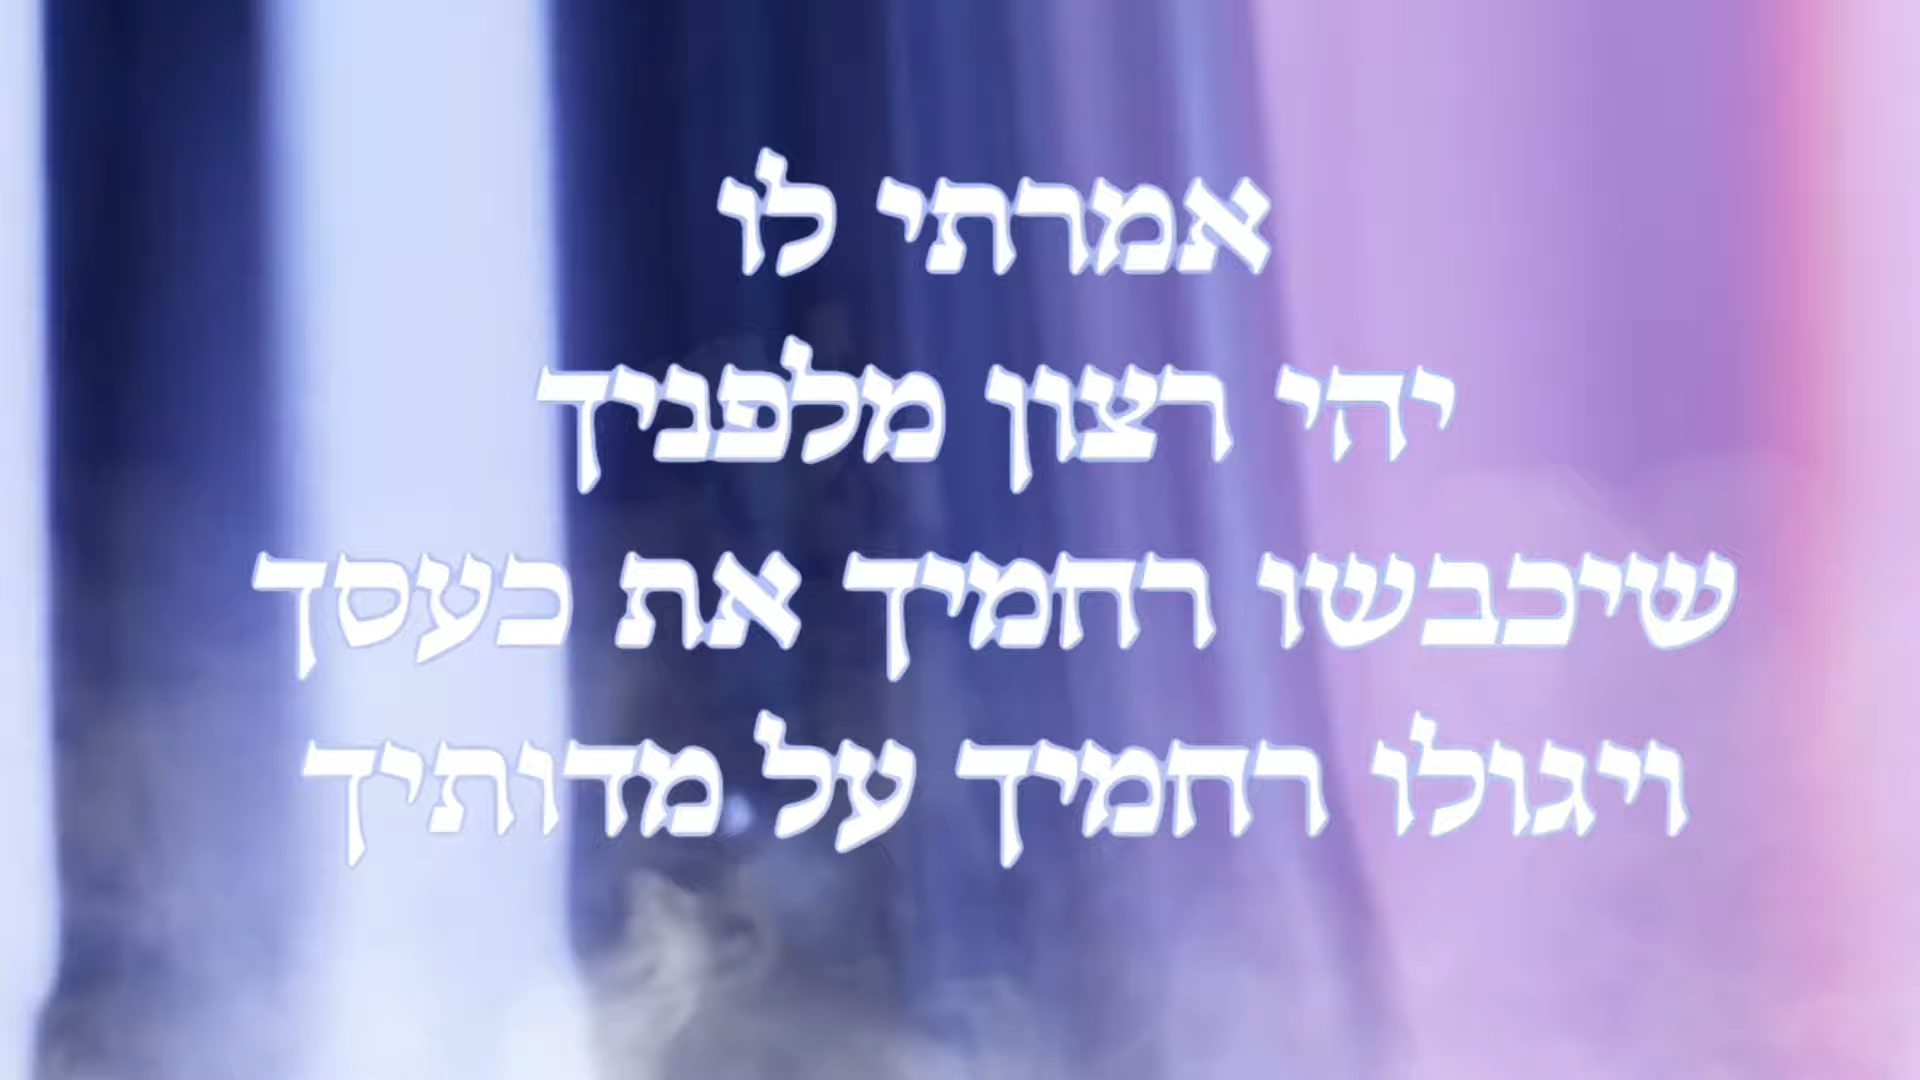 אמרתי לו
יהי רצון מלפניך
שיכבשו רחמיך את כעסך
ויגולו רחמיך על מדותיך